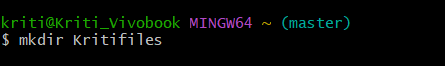 kriti@Kriti_Vivobook MINGW64 ~ (master)
$ mkdir Kritifiles